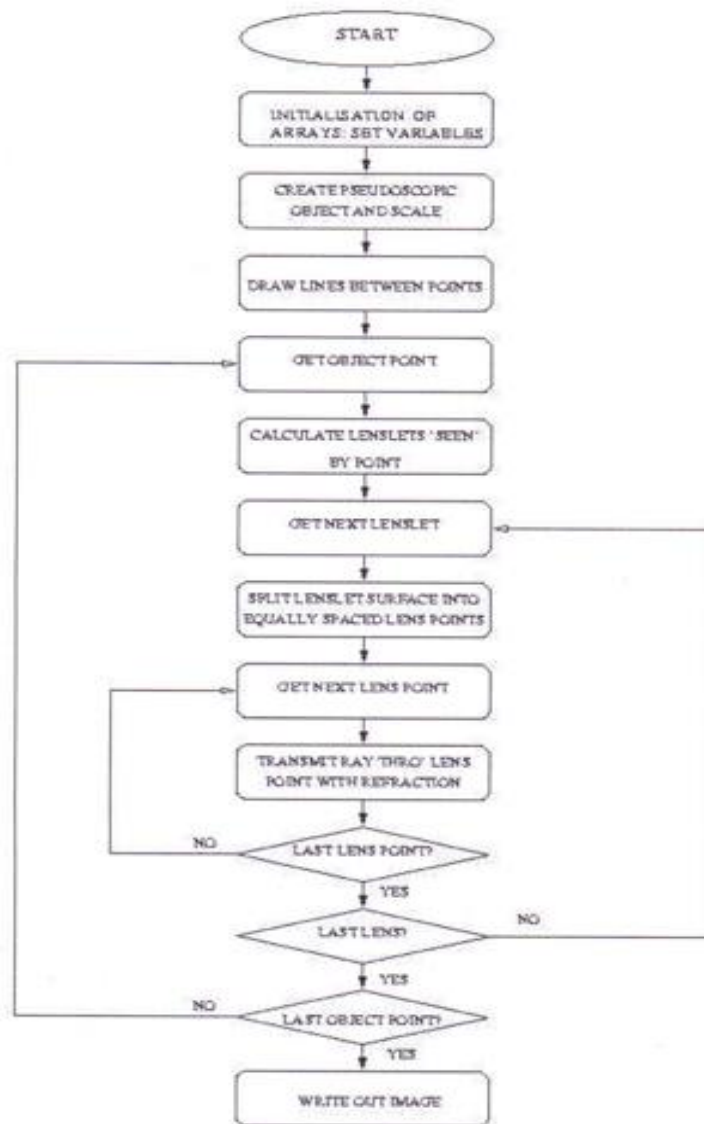 START
INITIALISATION OF
ARRAYS: SET VARIABLES
CREATE PSEUDOSCOPIC
OBJECT AND SCALE
DRAW LINES BETWEEN POINTS
GET OBJECT POINT
CALCULATE LENSLETS "SEEN"
BY POINT
GET NEXT LENSLET
SPLIT LENSLET SURFACE INTO
EQUALLY SPACED LENS POINTS
GET NEXT LENS POINT
TRANSMIT RAY THRO' LENS
POINT WITH REFRACTION
NO
LAST LENS POINT?
YES
LAST LENS?
NO
YES
NO
LAST OBJECT POINT?
YES
WRITE OUT IMAGE